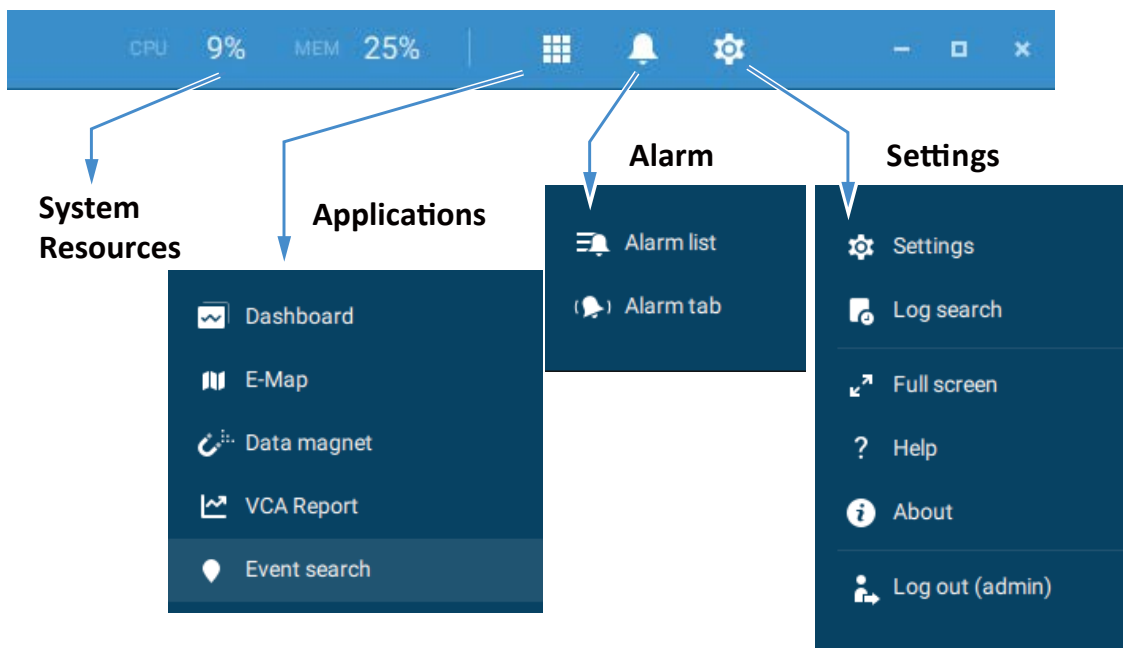 CPU 9% MEM 25%
System
Resources
Applications
Alarm
Settings
Dashboard
E-Map
Data magnet
VCA Report
Event search
Alarm list
Alarm tab
Settings
Log search
Full screen
? Help
About
Log out (admin)